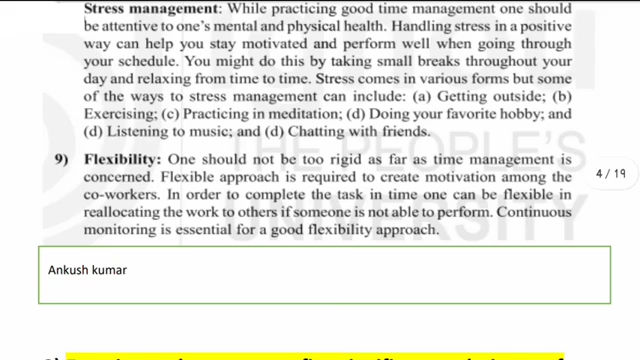 Stress management: While practicing good time management one should
be attentive to one's mental and physical health. Handling stress in a positive
way can help you stay motivated and perform well when going through
your schedule. You might do this by taking small breaks throughout your
day and relaxing from time to time. Stress comes in various forms but some
of the ways to stress management can include: (a) Getting outside; (b)
Exercising; (c) Practicing in meditation; (d) Doing your favorite hobby; and
(d) Listening to music; and (d) Chatting with friends.
9) Flexibility: One should not be too rigid as far as time management is
concerned. Flexible approach is required to create motivation among the
co-workers. In order to complete the task in time one can be flexible in
reallocating the work to others if someone is not able to perform. Continuous
monitoring is essential for a good flexibility approach.
4 / 19
THE PEOPLE'S
UNIVERSITY
Ankush kumar